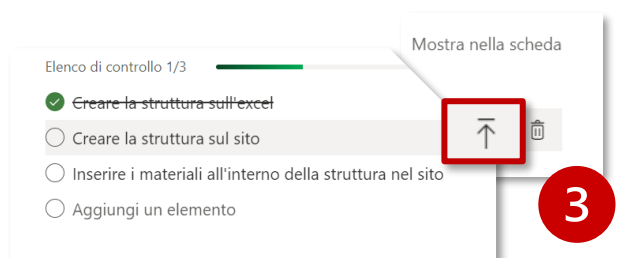 Mostra nella scheda
Elenco di controllo 1/3
Creare la struttura sull'excel
Creare la struttura sul sito
Inserire i materiali all'interno della struttura nel sito
Aggiungi un elemento
3